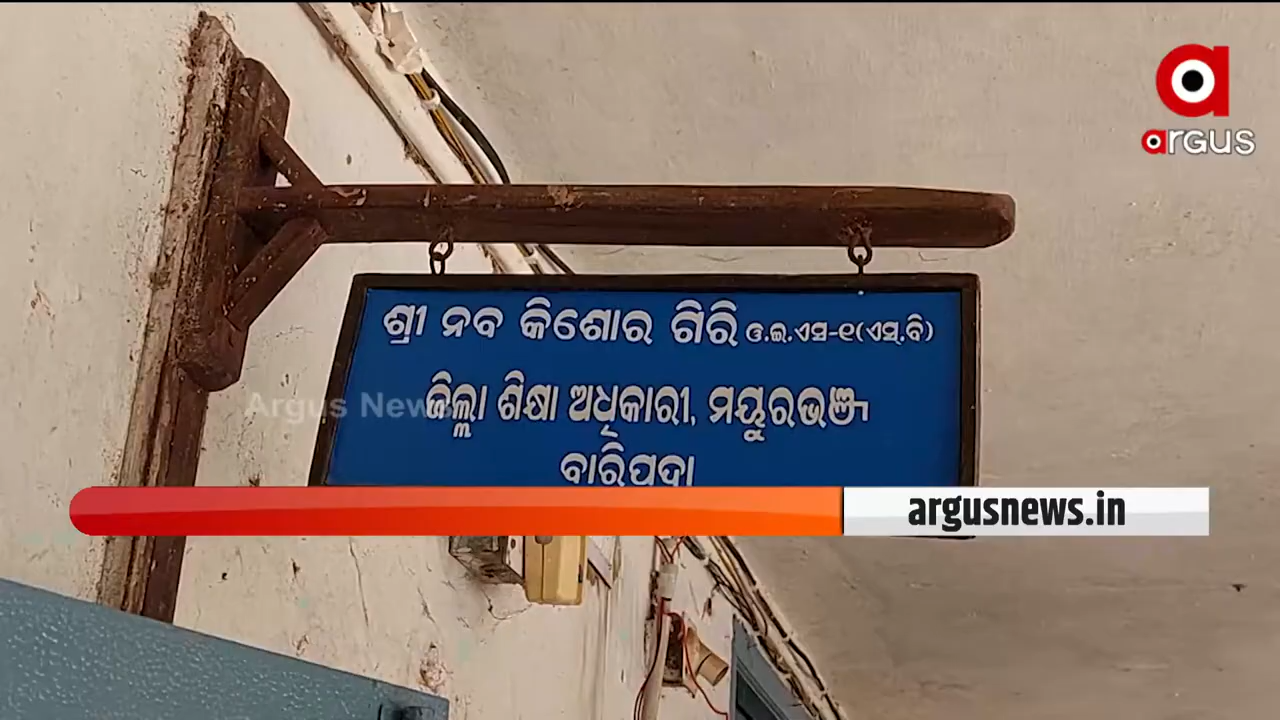 aRGUS
ଶ୍ରୀ ନବ କିଶୋର ଗିରି ଓ.ଇ.ଏସ-୧(ଏସ୍.ବି)
Argus News
ଜିଲ୍ଲା ଶିକ୍ଷା ଅଧିକାରୀ, ମୟୁରଭଞ୍ଜ
ବାରିପଦା
argusnews.in